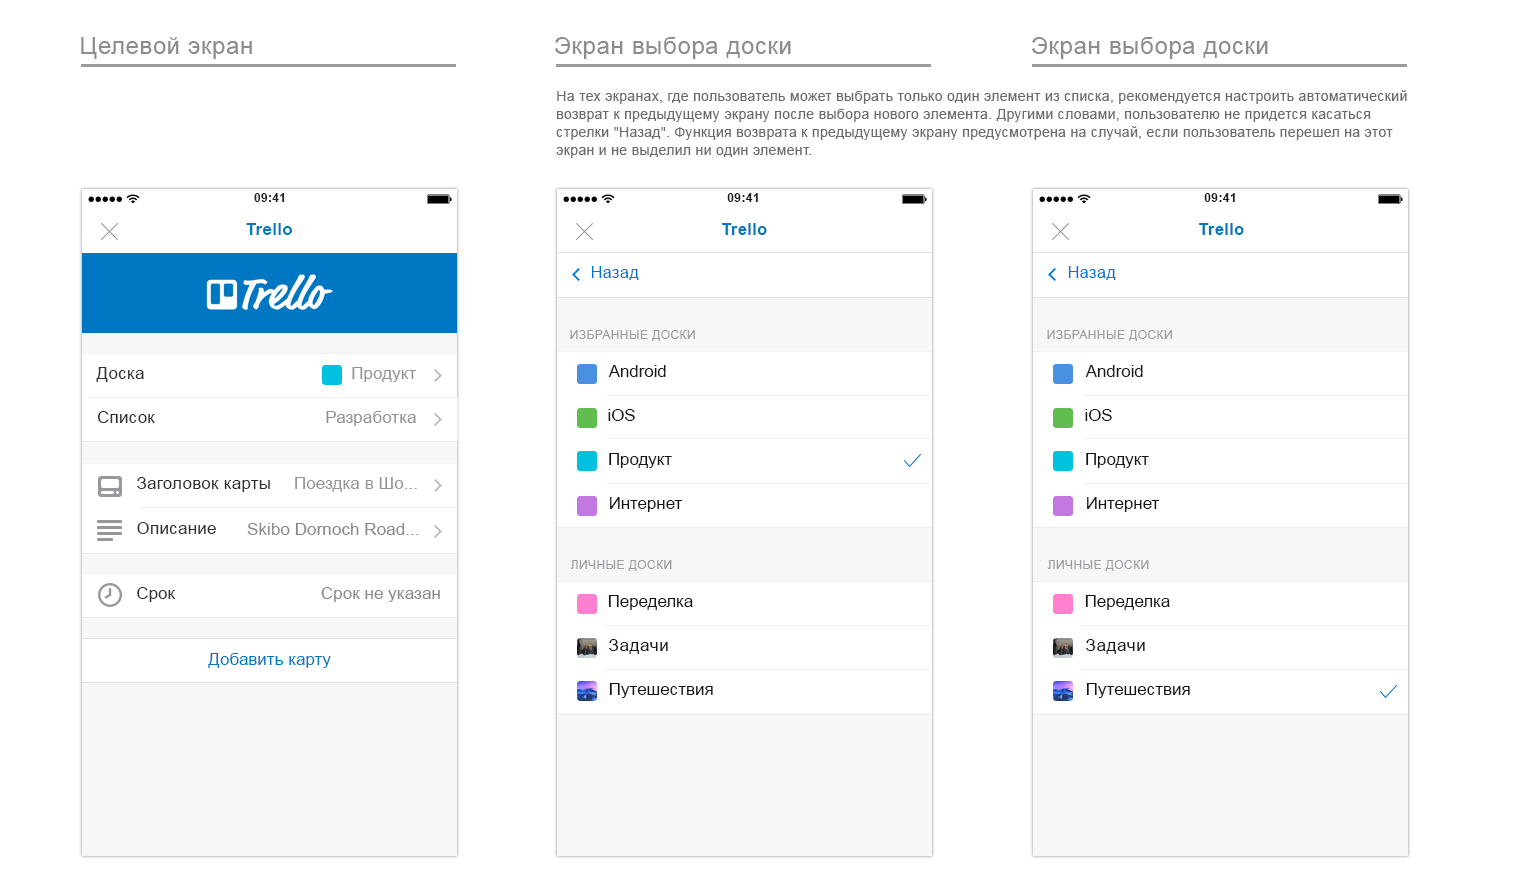 Целевой экран
Экран выбора доски
Экран выбора доски
На тех экранах, где пользователь может выбрать только один элемент из списка, рекомендуется настроить автоматический
возврат к предыдущему экрану после выбора нового элемента. Другими словами, пользователю не придется касаться
стрелки "Назад". Функция возврата к предыдущему экрану предусмотрена на случай, если пользователь перешел на этот
экран и не выделил ни один элемент.
09:41
Trello
Trello
Доска Продукт
Список Разработка
Заголовок карты Поездка в Шо...
Описание Skibo Dornoch Road...
Срок Срок не указан
Добавить карту
09:41
Trello
Назад
ИЗБРАННЫЕ ДОСКИ
Android
iOS
Продукт
Интернет
ЛИЧНЫЕ ДОСКИ
Переделка
Задачи
Путешествия
09:41
Trello
Назад
ИЗБРАННЫЕ ДОСКИ
Android
iOS
Продукт
Интернет
ЛИЧНЫЕ ДОСКИ
Переделка
Задачи
Путешествия